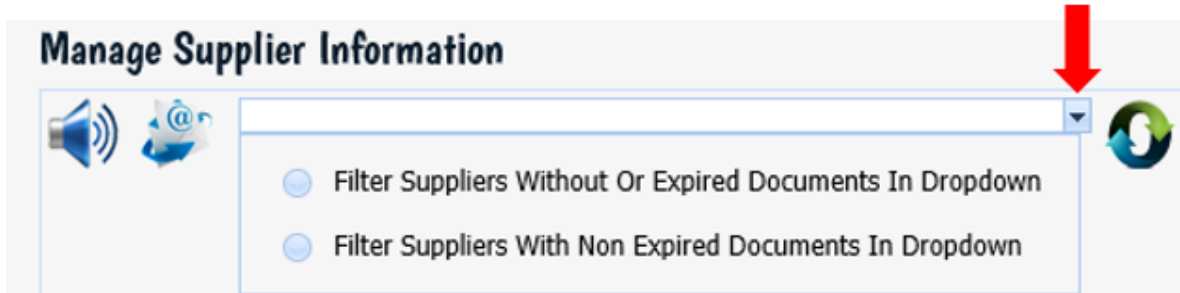 Manage Supplier Information
@
Filter Suppliers Without Or Expired Documents In Dropdown
Filter Suppliers With Non Expired Documents In Dropdown